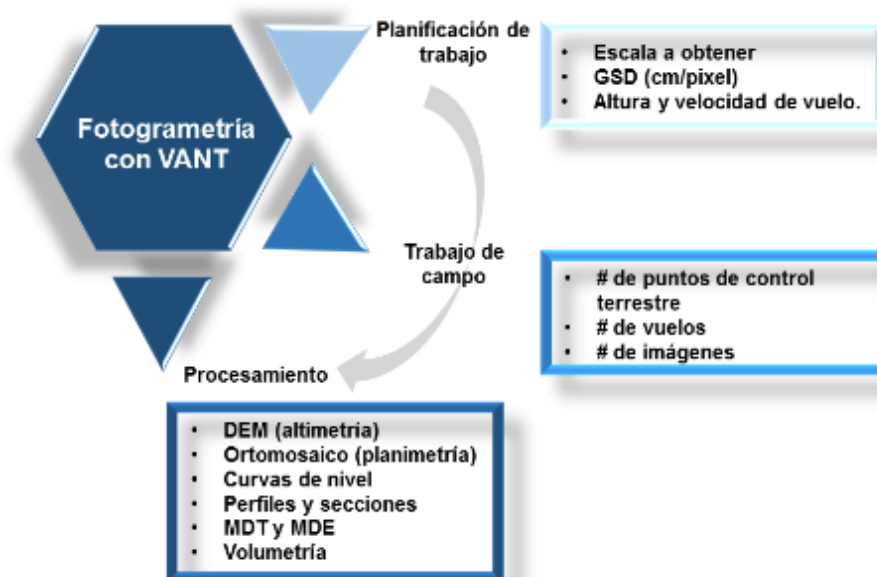 Fotogrametría
con VANT
Planificación de
trabajo
• Escala a obtener
• GSD (cm/pixel)
• Altura y velocidad de vuelo.
Trabajo de
campo
• # de puntos de control
terrestre
• # de vuelos
• # de imágenes
Procesamiento
• DEM (altimetría)
• Ortomosaico (planimetría)
• Curvas de nivel
• Perfiles y secciones
• MDT y MDE
• Volumetría